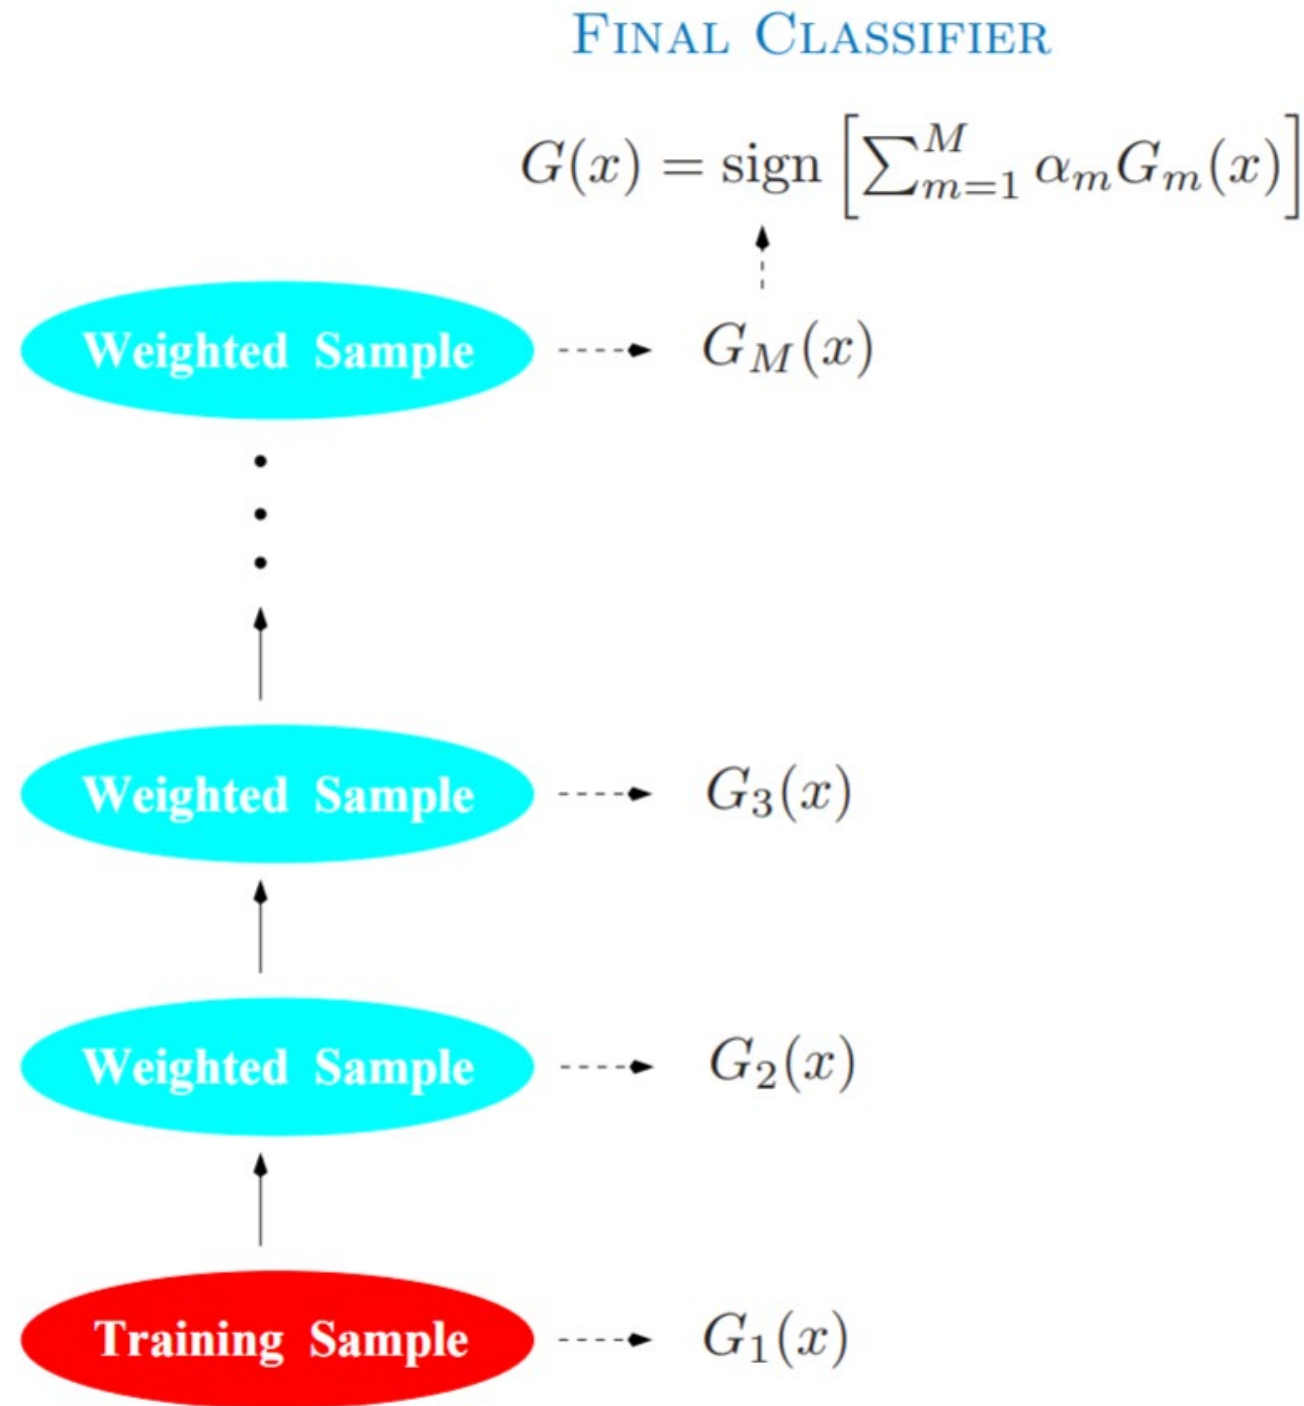 FINAL CLASSIFIER
G(x) = sign [∑_{m=1}^{M} α_m G_m(x)]
Weighted Sample G_M(x)
Weighted Sample G_3(x)
Weighted Sample G_2(x)
Training Sample G_1(x)